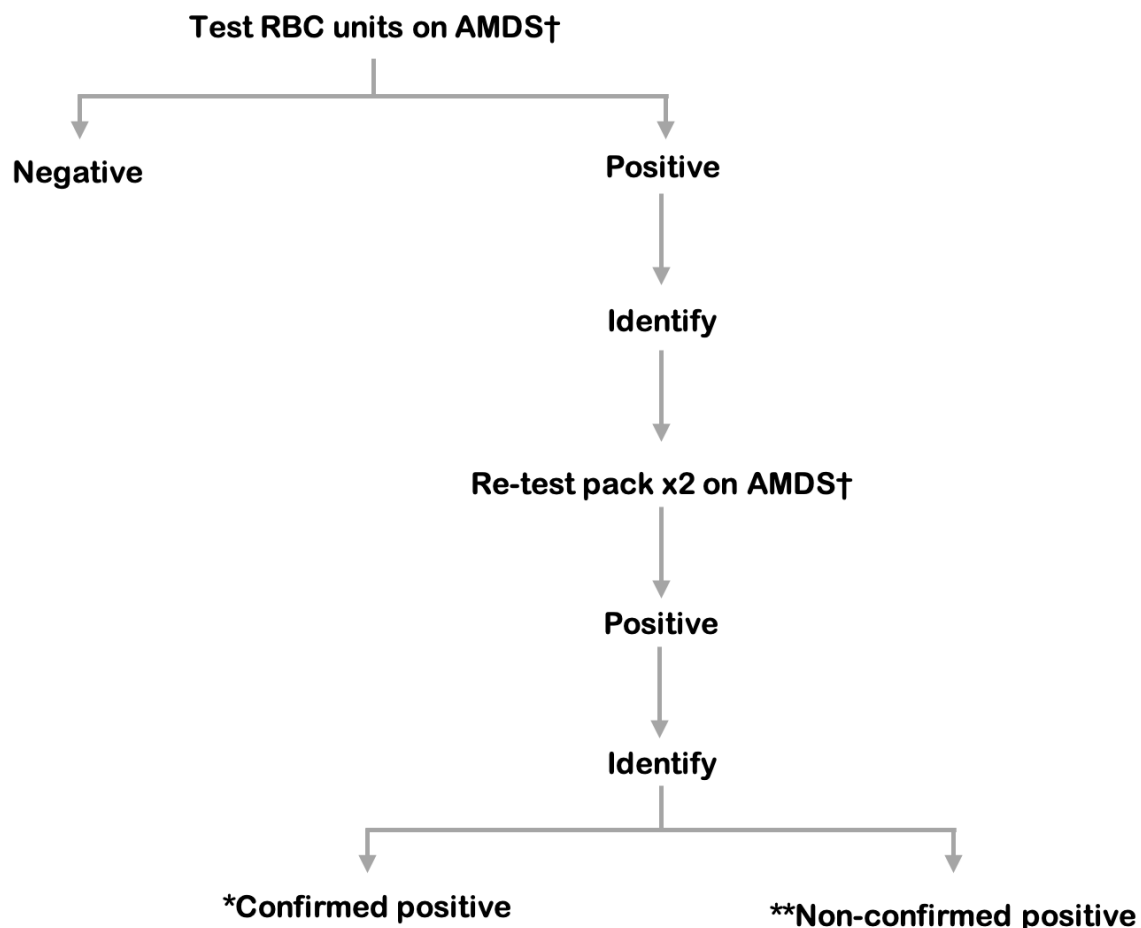 Test RBC units on AMDS†
Negative
Positive
Identify
Re-test pack x2 on AMDS†
Positive
Identify
*Confirmed positive
**Non-confirmed positive